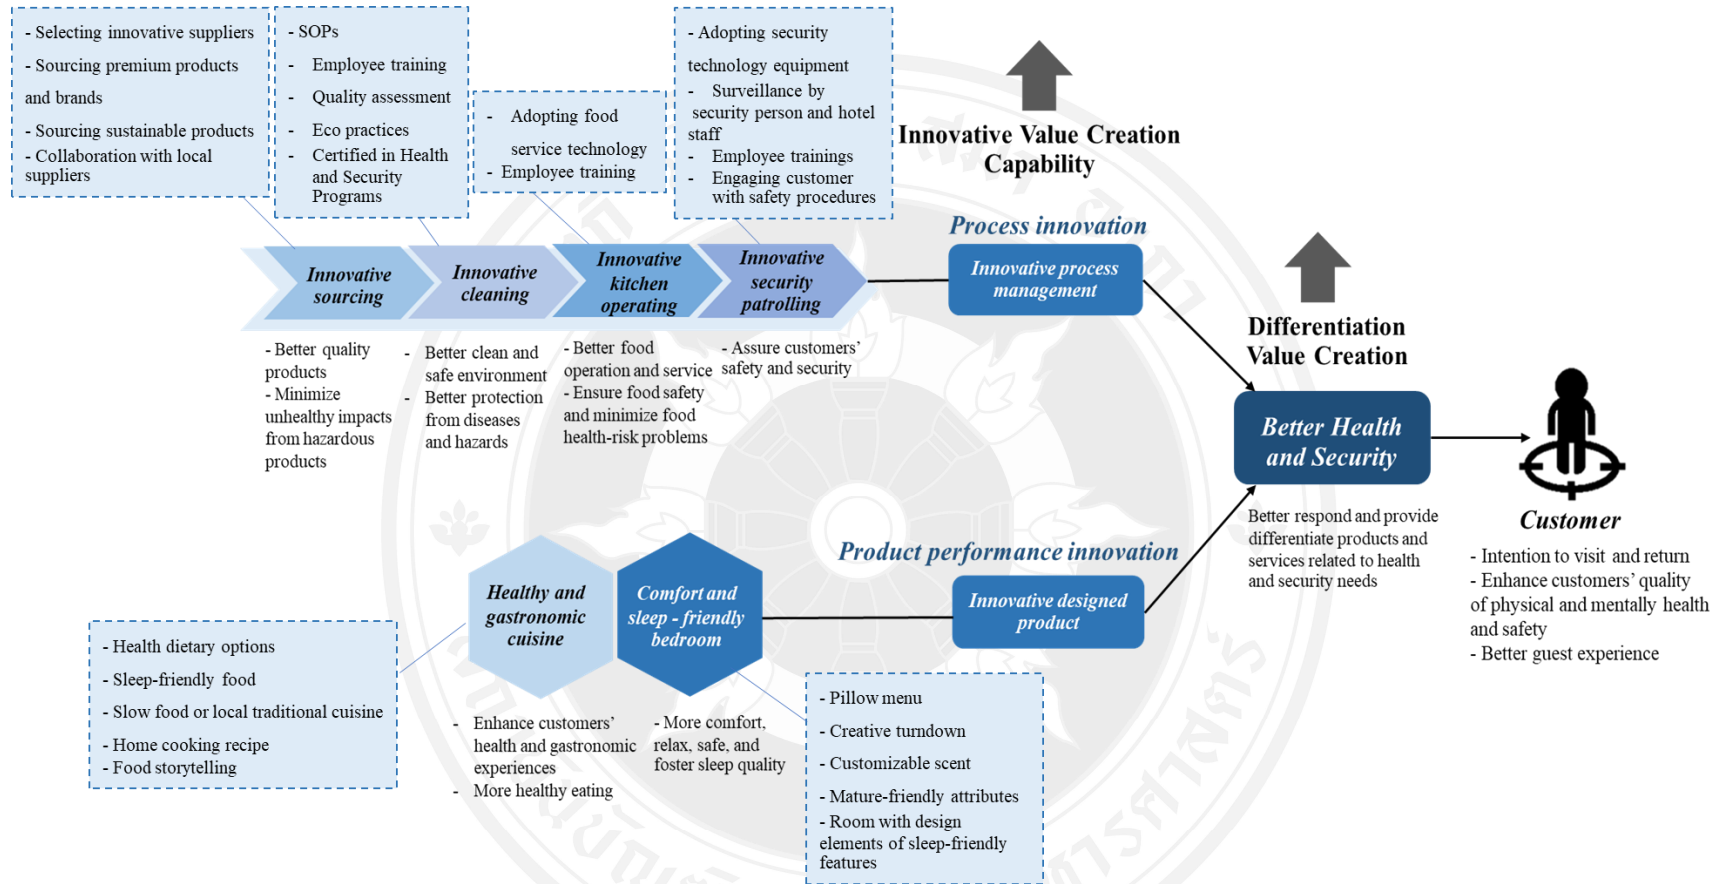 - Selecting innovative suppliers
- Sourcing premium products
and brands
- Sourcing sustainable products
- Collaboration with local
suppliers
- SOPs
- Employee training
- Quality assessment
- Eco practices
- Certified in Health
and Security
Programs
- Adopting food
service technology
- Employee training
- Adopting security
technology equipment
- Surveillance by
security person and hotel
staff
- Employee trainings
- Engaging customer
with safety procedures
Innovative Value Creation
Capability
Innovative
sourcing
Innovative
cleaning
Innovative
kitchen
operating
Innovative
security
patrolling
Process innovation
Innovative process
management
- Better quality
products
- Minimize
unhealthy impacts
from hazardous
products
- Better clean and
safe environment
- Better protection
from diseases
and hazards
- Better food
operation and service
- Ensure food safety
and minimize food
health-risk problems
- Assure customers’
safety and security
Differentiation
Value Creation
Better Health
and Security
Better respond and provide
differentiate products and
services related to health
and security needs
Customer
- Intention to visit and return
- Enhance customers’ quality
of physical and mentally health
and safety
- Better guest experience
Product performance innovation
Innovative designed
product
Healthy and
gastronomic
cuisine
Comfort and
sleep - friendly
bedroom
- Health dietary options
- Sleep-friendly food
- Slow food or local traditional cuisine
- Home cooking recipe
- Food storytelling
- Enhance customers’
health and gastronomic
experiences
- More healthy eating
- More comfort,
relax, safe, and
foster sleep quality
- Pillow menu
- Creative turndown
- Customizable scent
- Mature-friendly attributes
- Room with design
elements of sleep-friendly
features